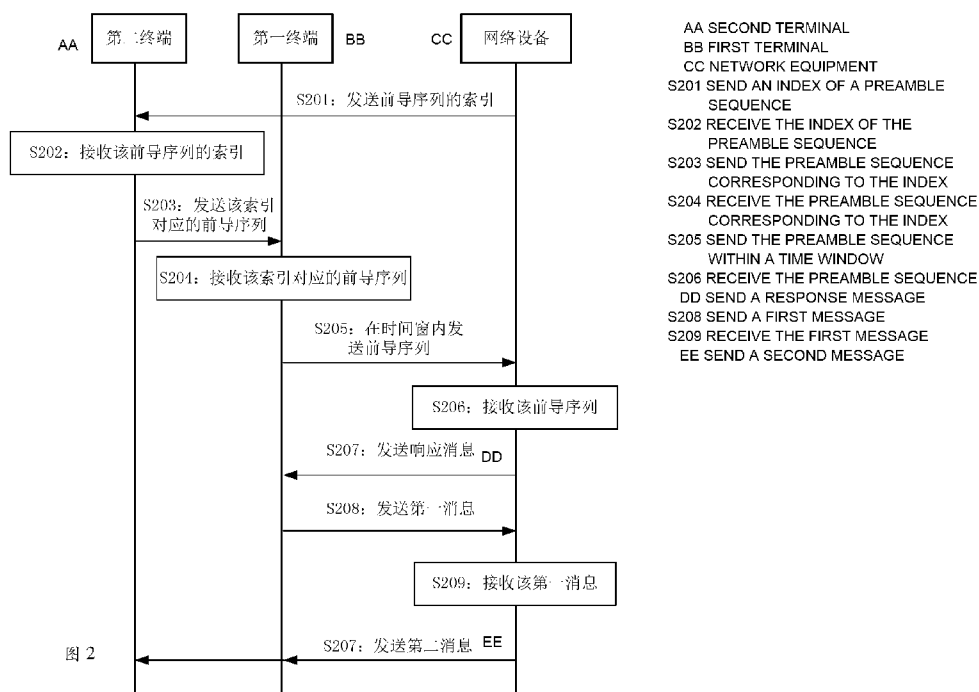 AA
第二终端
第一终端
BB
CC
网络设备
S201：发送前导序列的索引
S202：接收该前导序列的索引
S203：发送该索引
对应的前导序列
S204：接收该索引对应的前导序列
S205：在时间窗内发
送前导序列
S206：接收该前导序列
S207：发送响应消息
DD
S208：发送第一消息
S209：接收该第一消息
S207：发送第二消息
EE
图 2
AA SECOND TERMINAL
BB FIRST TERMINAL
CC NETWORK EQUIPMENT
S201 SEND AN INDEX OF A PREAMBLE
SEQUENCE
S202 RECEIVE THE INDEX OF THE
PREAMBLE SEQUENCE
S203 SEND THE PREAMBLE SEQUENCE
CORRESPONDING TO THE INDEX
S204 RECEIVE THE PREAMBLE SEQUENCE
CORRESPONDING TO THE INDEX
S205 SEND THE PREAMBLE SEQUENCE
WITHIN A TIME WINDOW
S206 RECEIVE THE PREAMBLE SEQUENCE
DD SEND A RESPONSE MESSAGE
S208 SEND A FIRST MESSAGE
S209 RECEIVE THE FIRST MESSAGE
EE SEND A SECOND MESSAGE